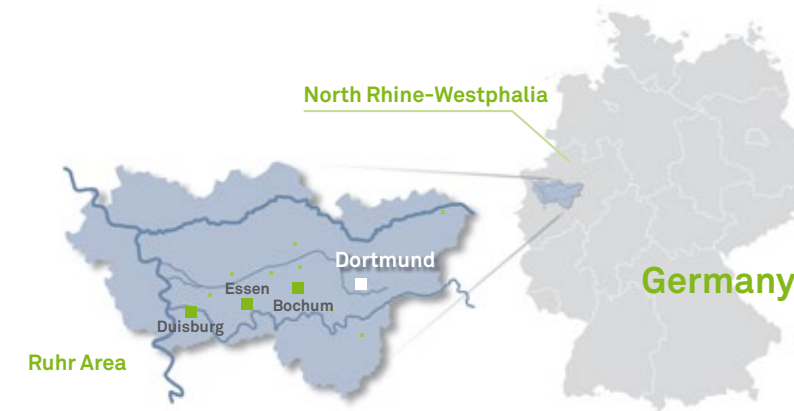 North Rhine-Westphalia
Dortmund
Germany
Essen
Bochum
Duisburg
Ruhr Area